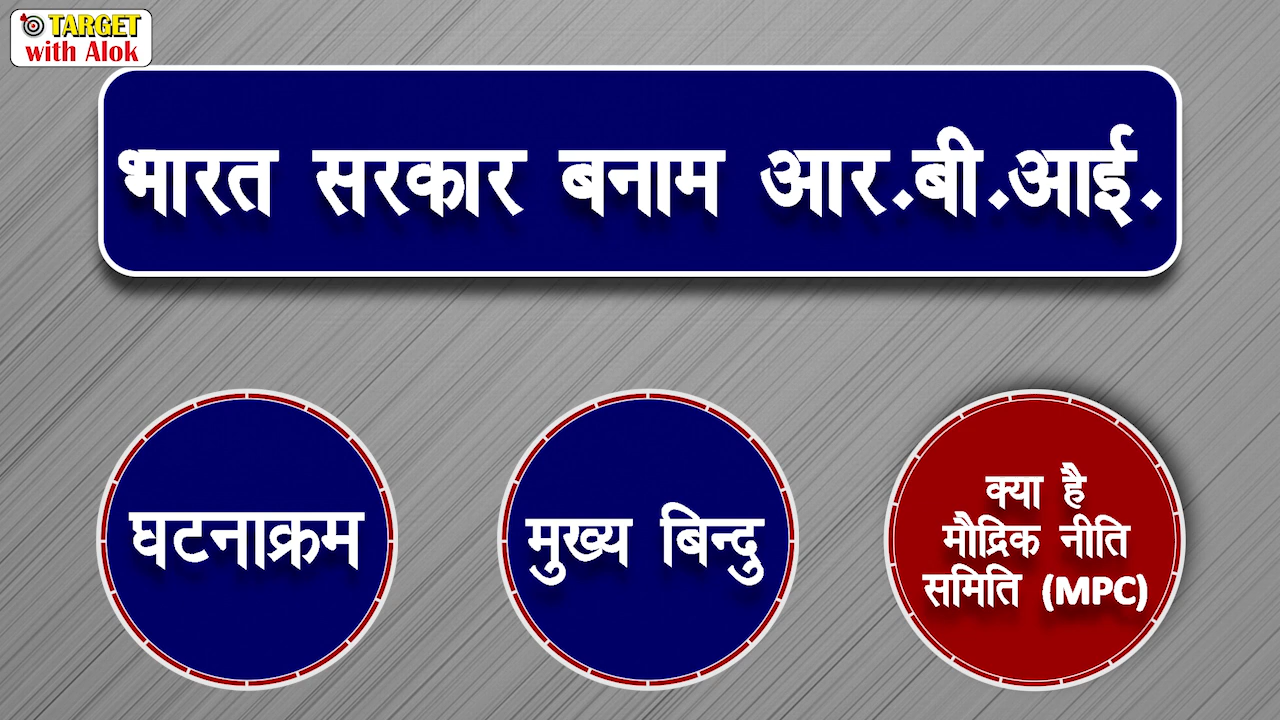 TARGET
with Alok
भारत सरकार बनाम आर.बी.आई.
घटनाक्रम
मुख्य बिन्दु
क्या है
मौद्रिक नीति
समिति (MPC)